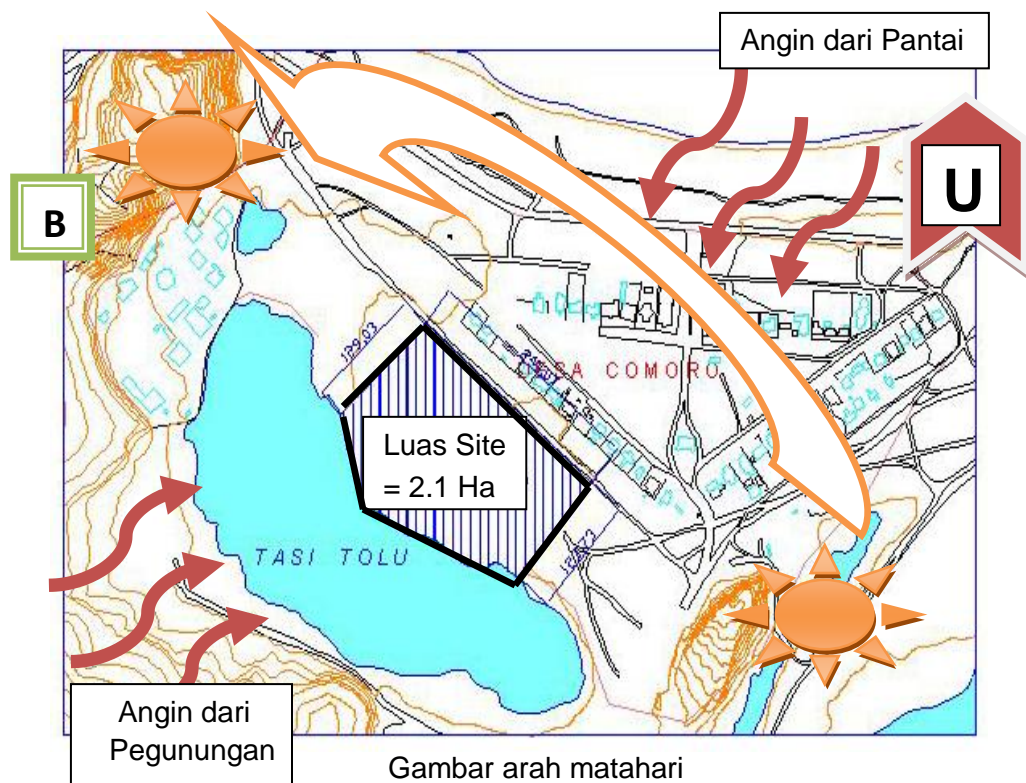 Angin dari Pantai
U
B
129,03
DESA COMORO
Luas Site
= 2.1 Ha
TASI TOLU
Angin dari
Pegunungan
Gambar arah matahari